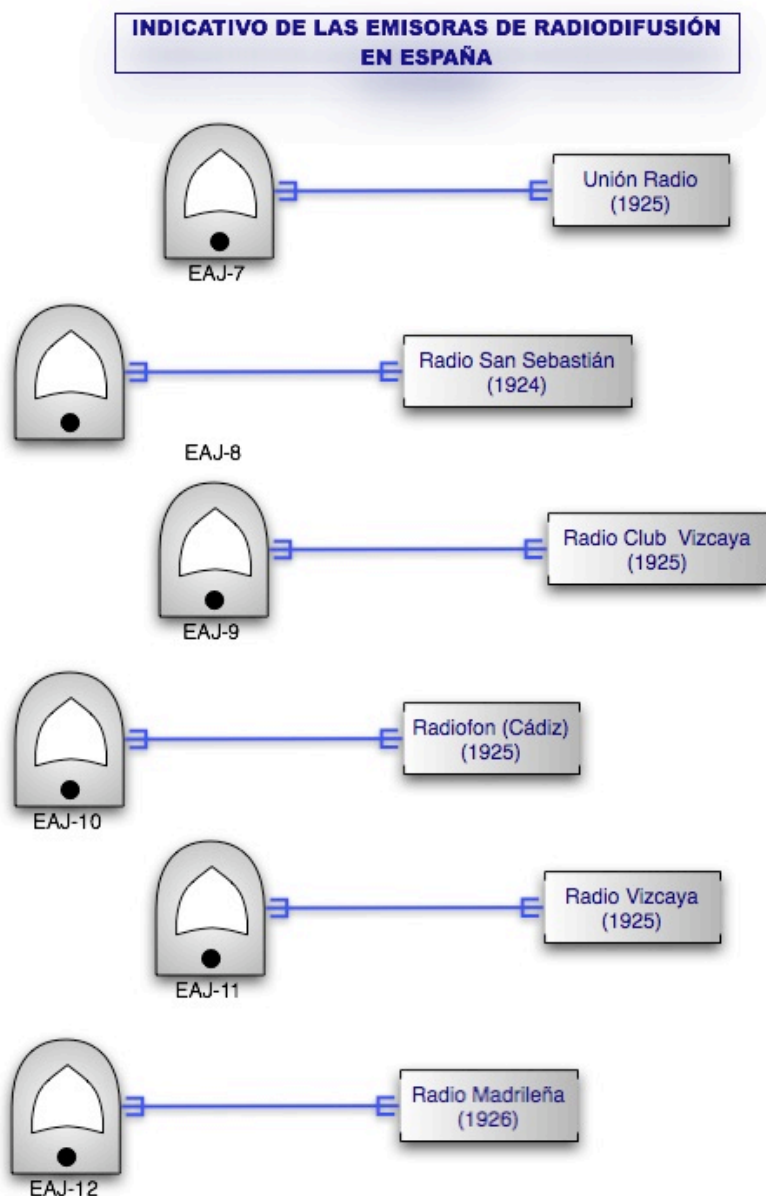 INDICATIVO DE LAS EMISORAS DE RADIODIFUSIÓN
EN ESPAÑA
Unión Radio
(1925)
EAJ-7
Radio San Sebastián
(1924)
EAJ-8
Radio Club Vizcaya
(1925)
EAJ-9
Radiofon (Cádiz)
(1925)
EAJ-10
Radio Vizcaya
(1925)
EAJ-11
Radio Madrileña
(1926)
EAJ-12